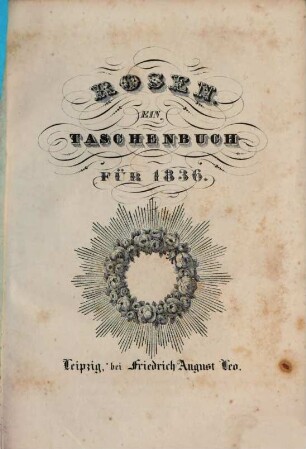 ROSEN.
EIN
TASCHENBUCH
FÜR 1836.
Leipzig, bei Friedrich August Leo.